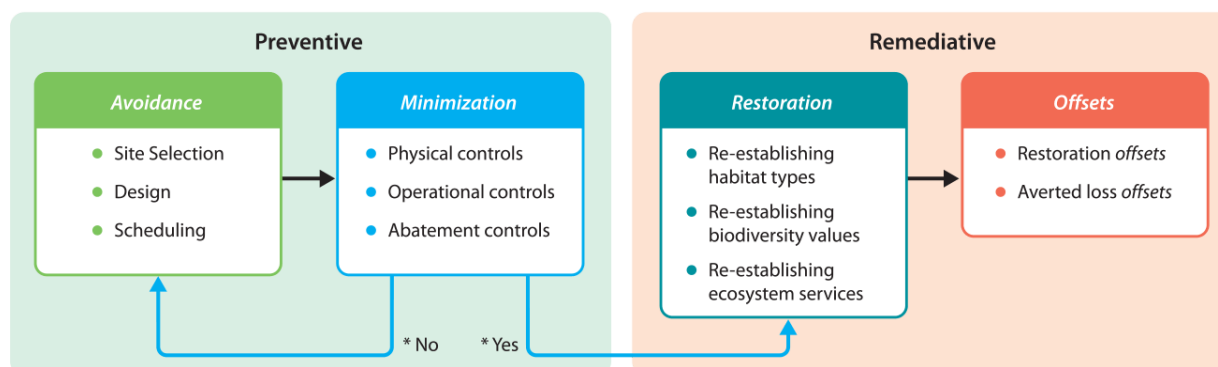 Preventive
Avoidance
Site Selection
Design
Scheduling
Minimization
Physical controls
Operational controls
Abatement controls
* No
* Yes
Remediative
Restoration
Re-establishing
habitat types
Re-establishing
biodiversity values
Re-establishing
ecosystem services
Offsets
Restoration offsets
Averted loss offsets